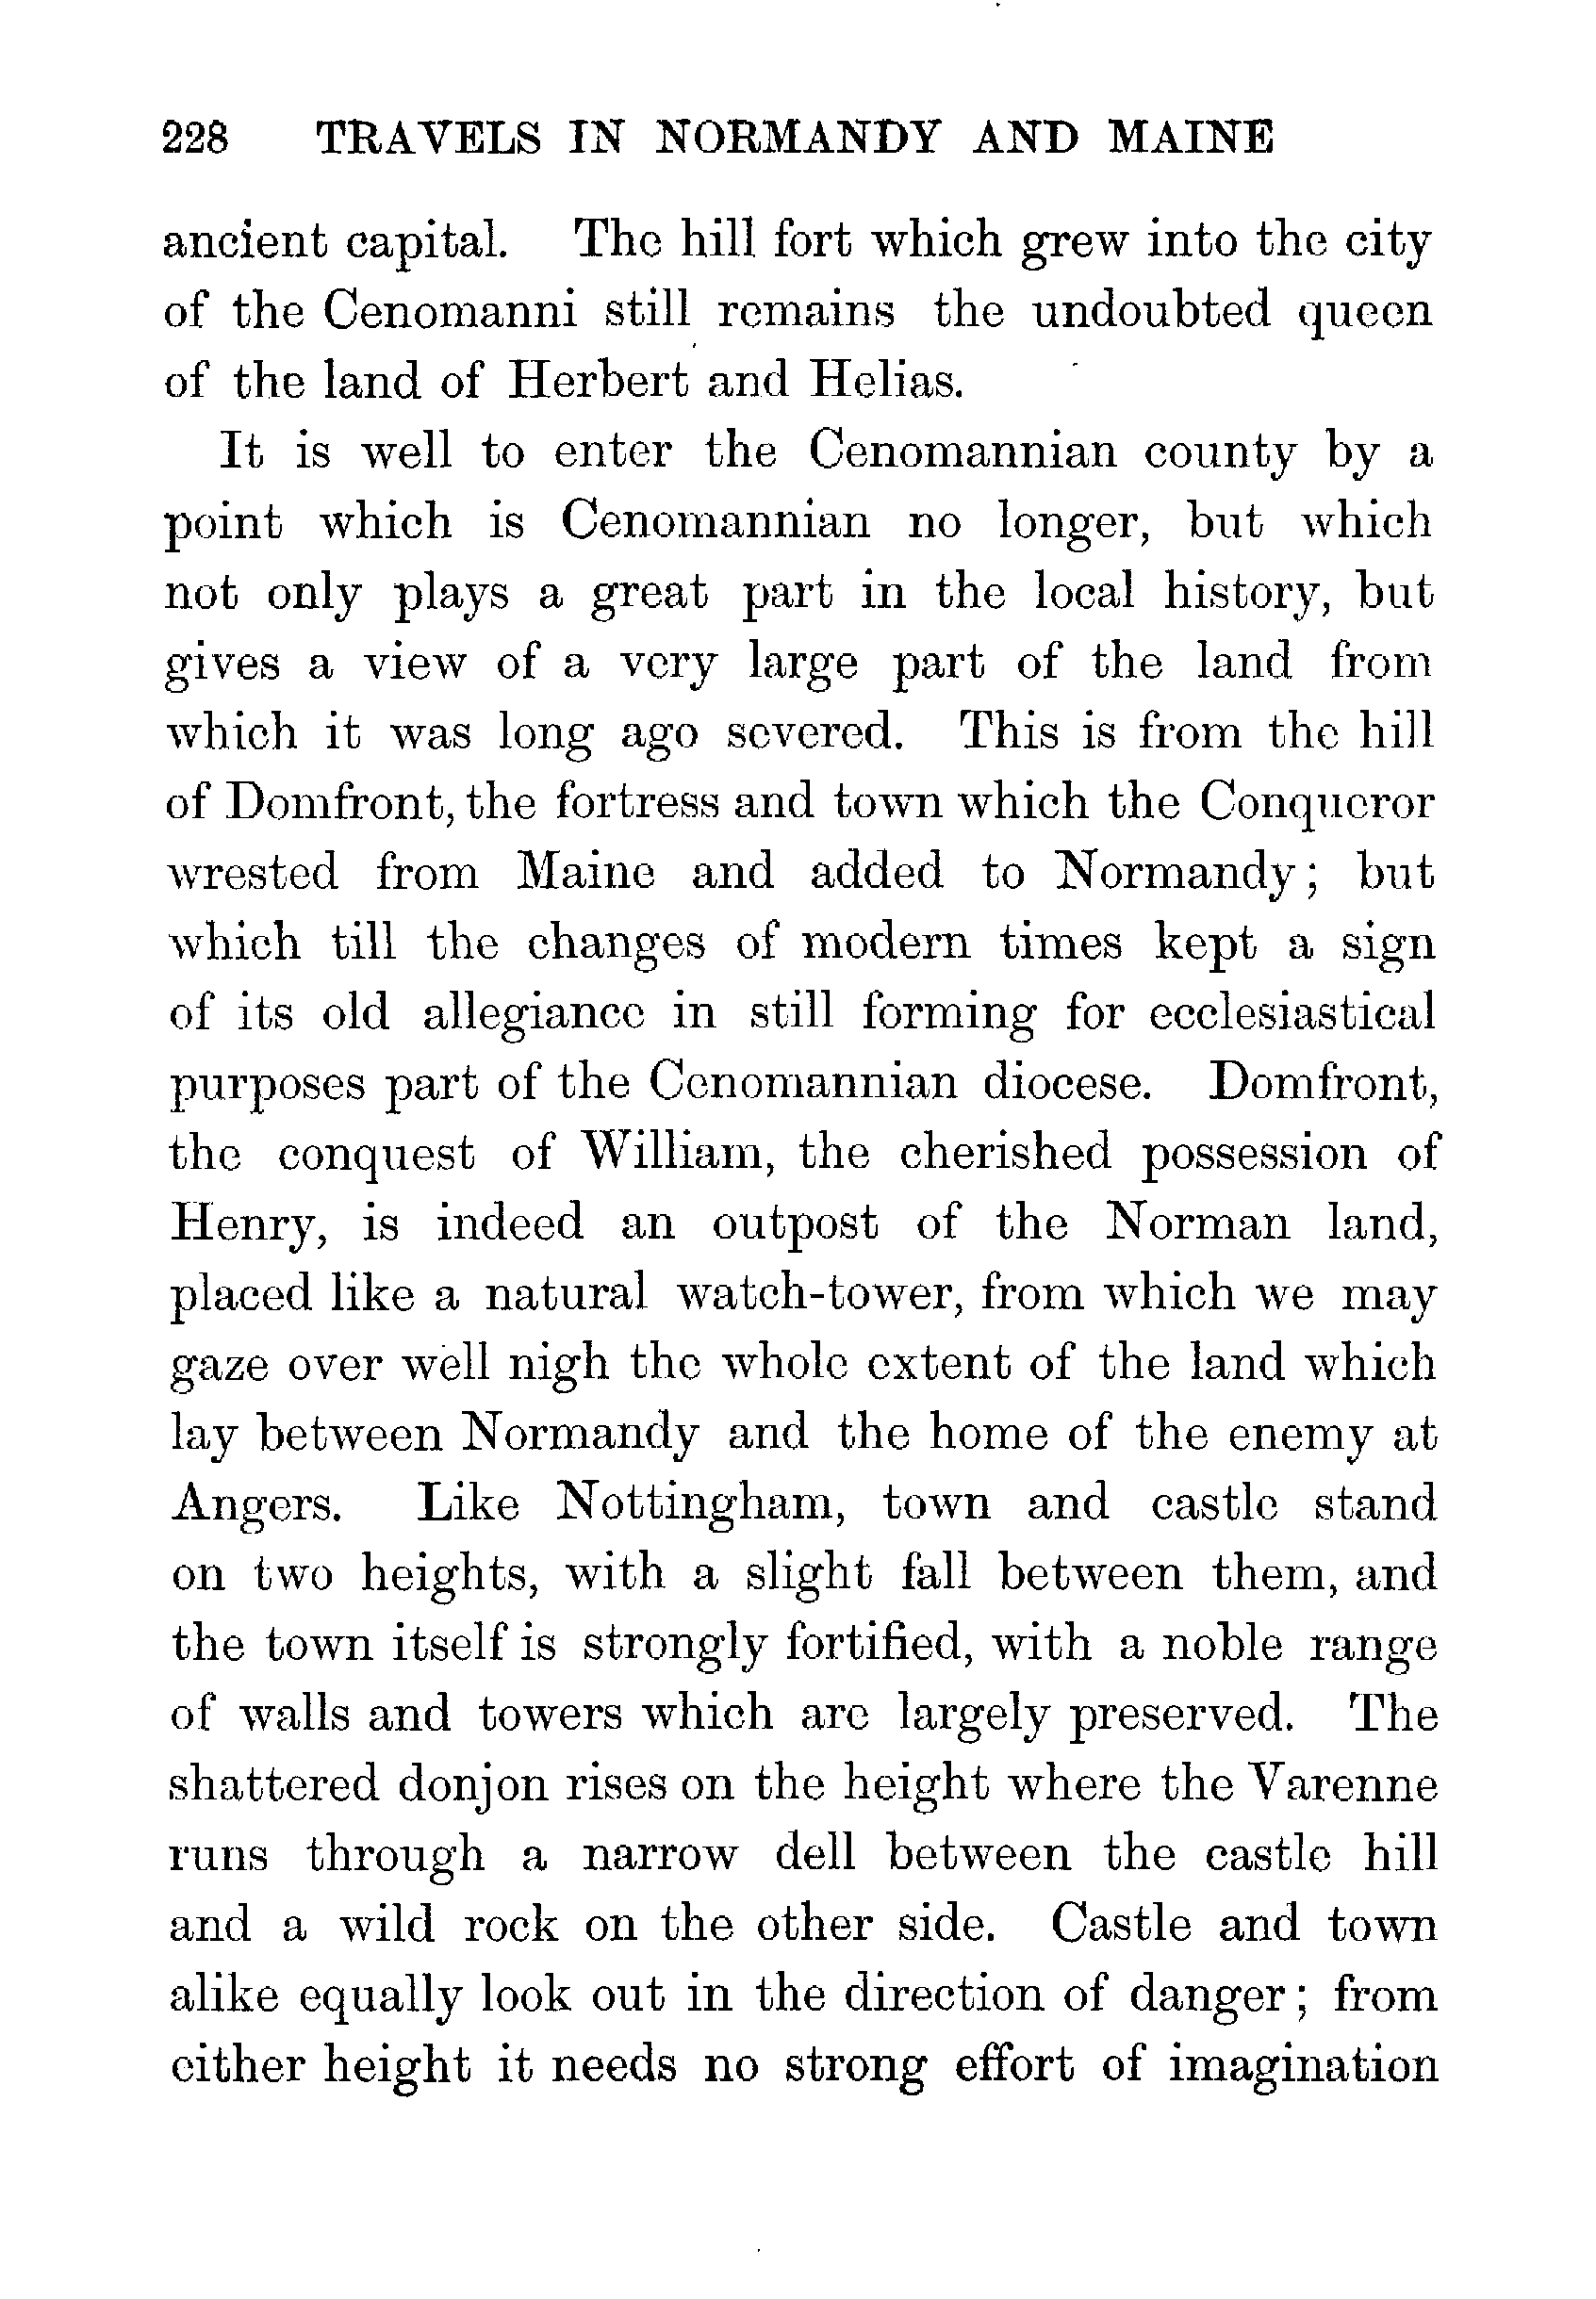 228 TRAVELS IN NORMANDY AND MAINE
ancient capital. The hill fort which grew into the city
of the Cenomanni still remains the undoubted queen
of the land of Herbert and Helias.
It is well to enter the Cenomannian county by a
point which is Cenomannian no longer, but which
not only plays a great part in the local history, but
gives a view of a very large part of the land from
which it was long ago severed. This is from the hill
of Domfront, the fortress and town which the Conqueror
wrested from Maine and added to Normandy; but
which till the changes of modern times kept a sign
of its old allegiance in still forming for ecclesiastical
purposes part of the Cenomannian diocese. Domfront,
the conquest of William, the cherished possession of
Henry, is indeed an outpost of the Norman land,
placed like a natural watch-tower, from which we may
gaze over well nigh the whole extent of the land which
lay between Normandy and the home of the enemy at
Angers. Like Nottingham, town and castle stand
on two heights, with a slight fall between them, and
the town itself is strongly fortified, with a noble range
of walls and towers which are largely preserved. The
shattered donjon rises on the height where the Varenne
runs through a narrow dell between the castle hill
and a wild rock on the other side. Castle and town
alike equally look out in the direction of danger; from
either height it needs no strong effort of imagination